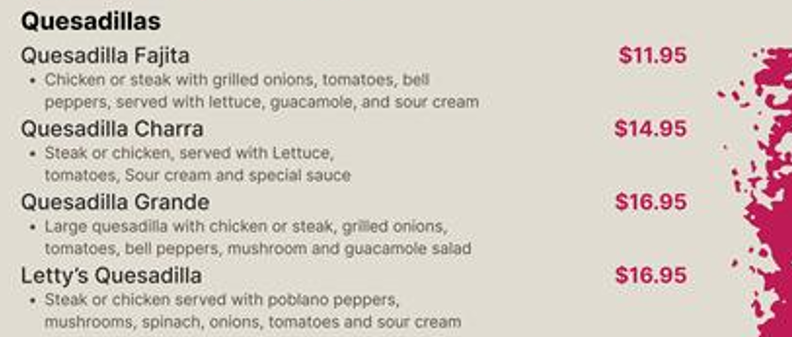 Quesadillas
Quesadilla Fajita $11.95
• Chicken or steak with grilled onions, tomatoes, bell
peppers, served with lettuce, guacamole, and sour cream
Quesadilla Charra $14.95
• Steak or chicken, served with Lettuce,
tomatoes, Sour cream and special sauce
Quesadilla Grande $16.95
• Large quesadilla with chicken or steak, grilled onions,
tomatoes, bell peppers, mushroom and guacamole salad
Letty's Quesadilla $16.95
• Steak or chicken served with poblano peppers,
mushrooms, spinach, onions, tomatoes and sour cream